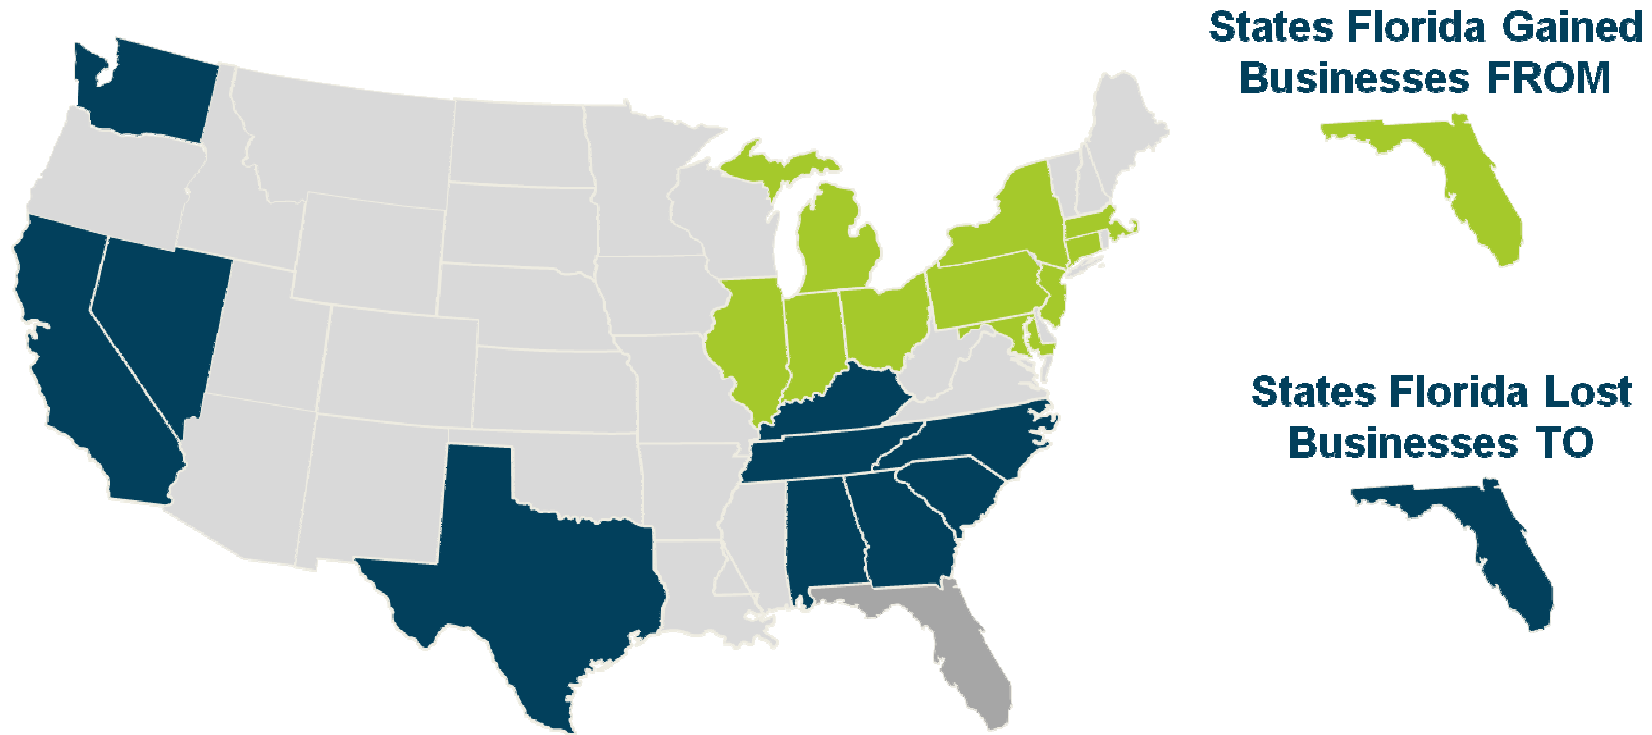 States Florida Gained
Businesses FROM
States Florida Lost
Businesses TO